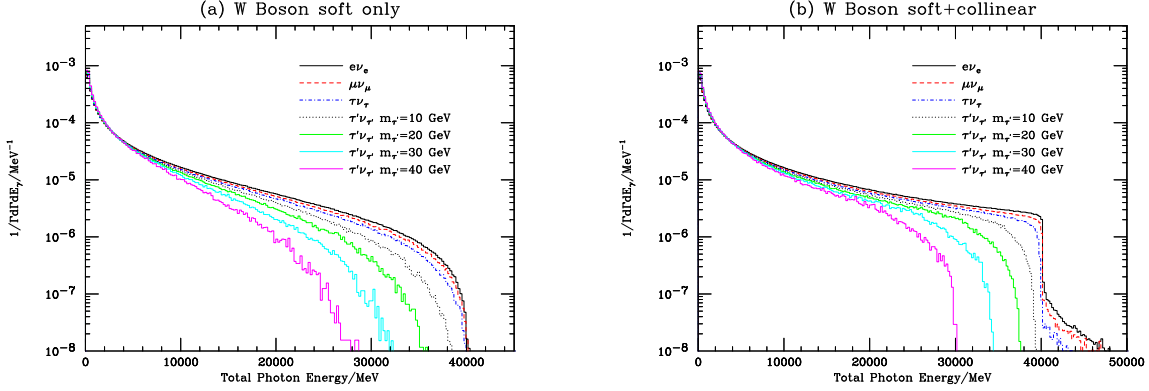 (a) W Boson soft only
1/ΓdΓ/dEγ/MeV⁻¹
10⁻³
10⁻⁴
10⁻⁵
10⁻⁶
10⁻⁷
10⁻⁸
eνₑ
μν_μ
τν_τ
τ'ν_τ' m_τ'=10 GeV
τ'ν_τ' m_τ'=20 GeV
τ'ν_τ' m_τ'=30 GeV
τ'ν_τ' m_τ'=40 GeV
0 10000 20000 30000 40000
Total Photon Energy/MeV
(b) W Boson soft+collinear
1/ΓdΓ/dEγ/MeV⁻¹
10⁻³
10⁻⁴
10⁻⁵
10⁻⁶
10⁻⁷
10⁻⁸
eνₑ
μν_μ
τν_τ
τ'ν_τ' m_τ'=10 GeV
τ'ν_τ' m_τ'=20 GeV
τ'ν_τ' m_τ'=30 GeV
τ'ν_τ' m_τ'=40 GeV
0 10000 20000 30000 40000 50000
Total Photon Energy/MeV